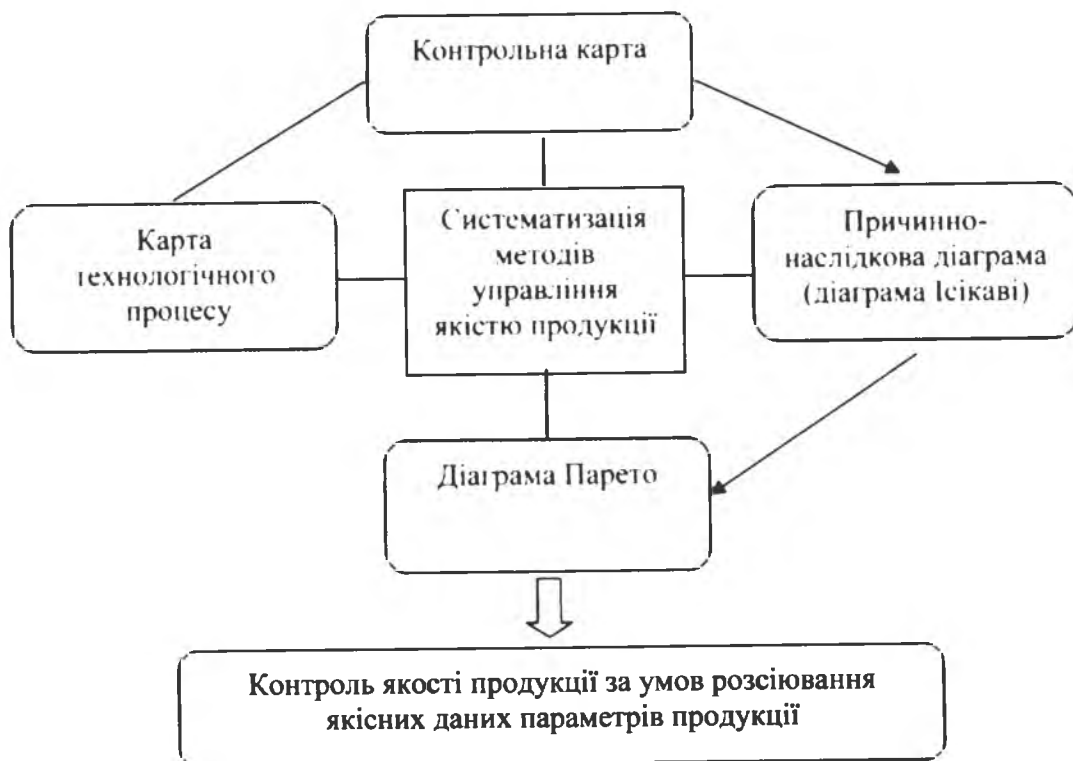 Контрольна карта
Карта
технологічного
процесу
Систематизація
методів
управління
якістю продукції
Причинно-
наслідкова діаграма
(діаграма Ісікаві)
Діаграма Парето
Контроль якості продукції за умов розсіювання
якісних даних параметрів продукції